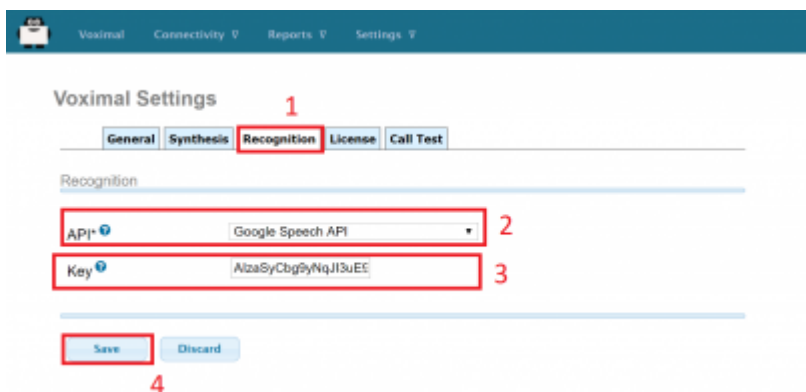 Voximal Connectivity ∇ Reports ∇ Settings ∇
Voximal Settings
1
General Synthesis Recognition License Call Test
Recognition
API* ? Google Speech API ▼ 2
Key ? AIzaSyCbg9yNqJI3uE9 3
Save Discard
4